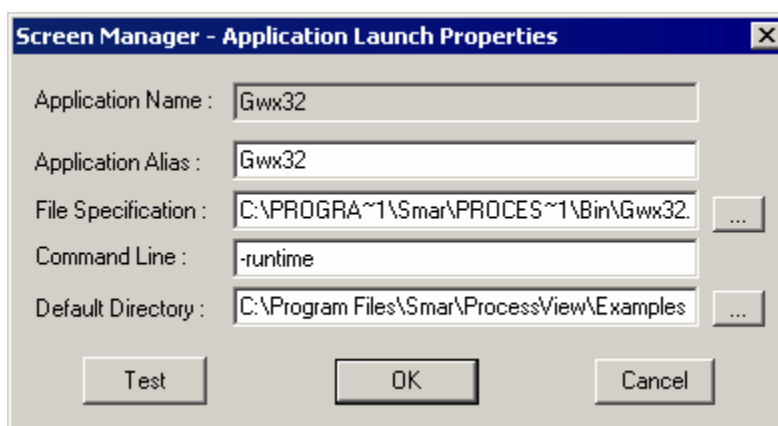 Screen Manager - Application Launch Properties
Application Name : Gwx32
Application Alias : Gwx32
File Specification : C:\PROGRA~1\Smar\PROCES~1\Bin\Gwx32. ...
Command Line : -runtime
Default Directory : C:\Program Files\Smar\ProcessView\Examples ...
Test OK Cancel